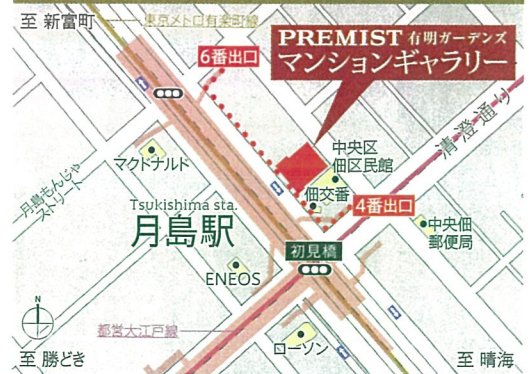 至 新富町
東京メトロ有楽町線
6番出口
PREMIST 有明ガーデンズ
マンションギャラリー
清澄通り
中央区
佃区民館
マクドナルド
佃交番
4番出口
月島もんじゃ
ストリート
Tsukishima sta.
月島駅
中央佃
郵便局
初見橋
ENEOS
N
都営大江戸線
ローソン
至 勝どき
至 晴海